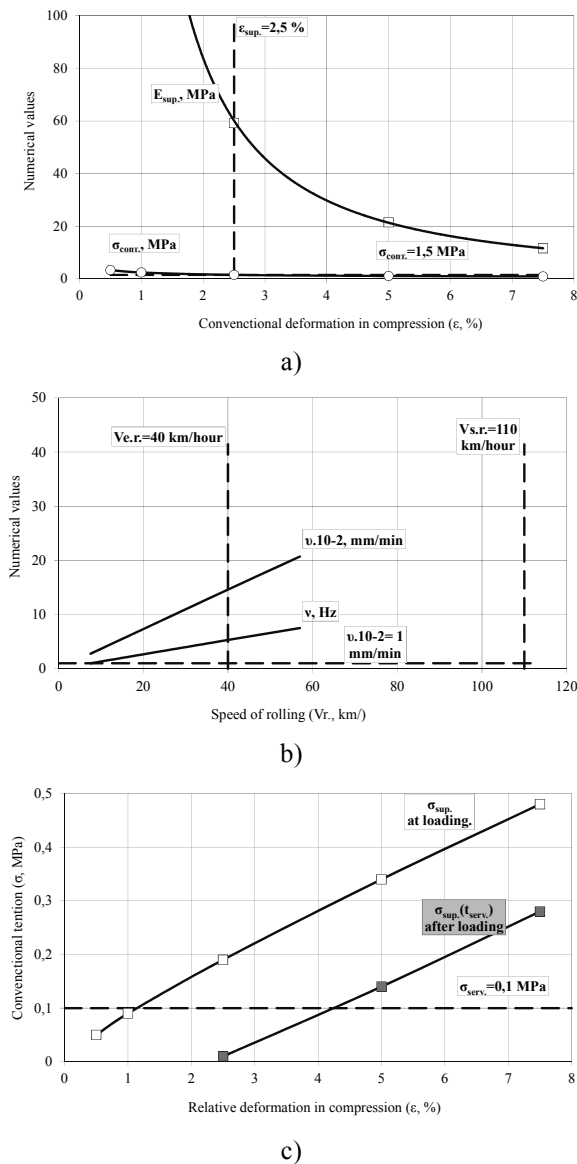 100
80
60
40
20
0
Numerical values
ε_sup.=2,5 %
E_sup., MPa
σ_конт., MPa
σ_конт.=1,5 MPa
0 1 2 3 4 5 6 7 8
Convenctional deformation in compression (ε, %)
a)
50
40
30
20
10
0
Numerical values
Ve.r.=40 km/hour
Vs.r.=110
km/hour
υ.10-2, mm/min
ν, Hz
υ.10-2= 1
mm/min
0 20 40 60 80 100 120
Speed of rolling (Vr., km/)
b)
0,5
0,4
0,3
0,2
0,1
0
Convenctional tention (σ, MPa)
σ_sup.
at loading.
σ_sup.(t_serv.)
after loading
σ_serv.=0,1 MPa
0 1 2 3 4 5 6 7 8
Relative deformation in compression (ε, %)
c)